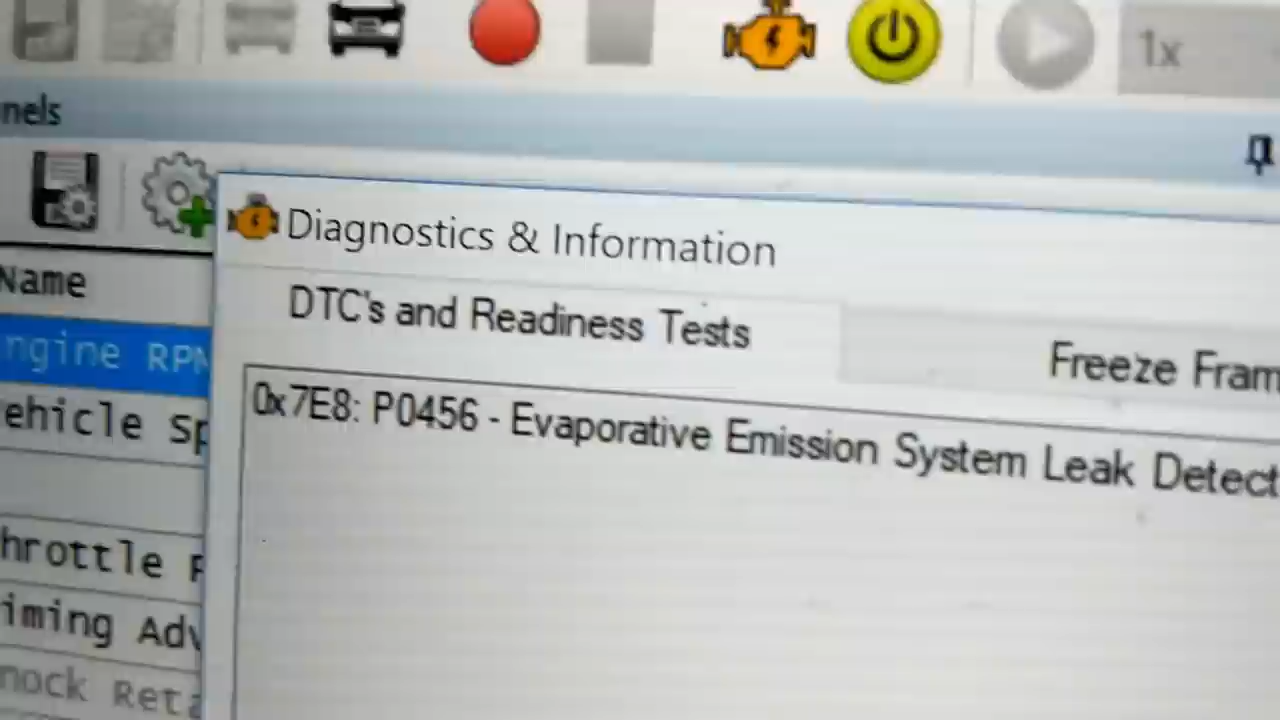 1x
nels
Diagnostics & Information
Name
DTC's and Readiness Tests
Freeze Fram
ngine RPM
0x7E8: P0456 - Evaporative Emission System Leak Detect
ehicle Sp
hrottle P
iming Adv
nock Reta